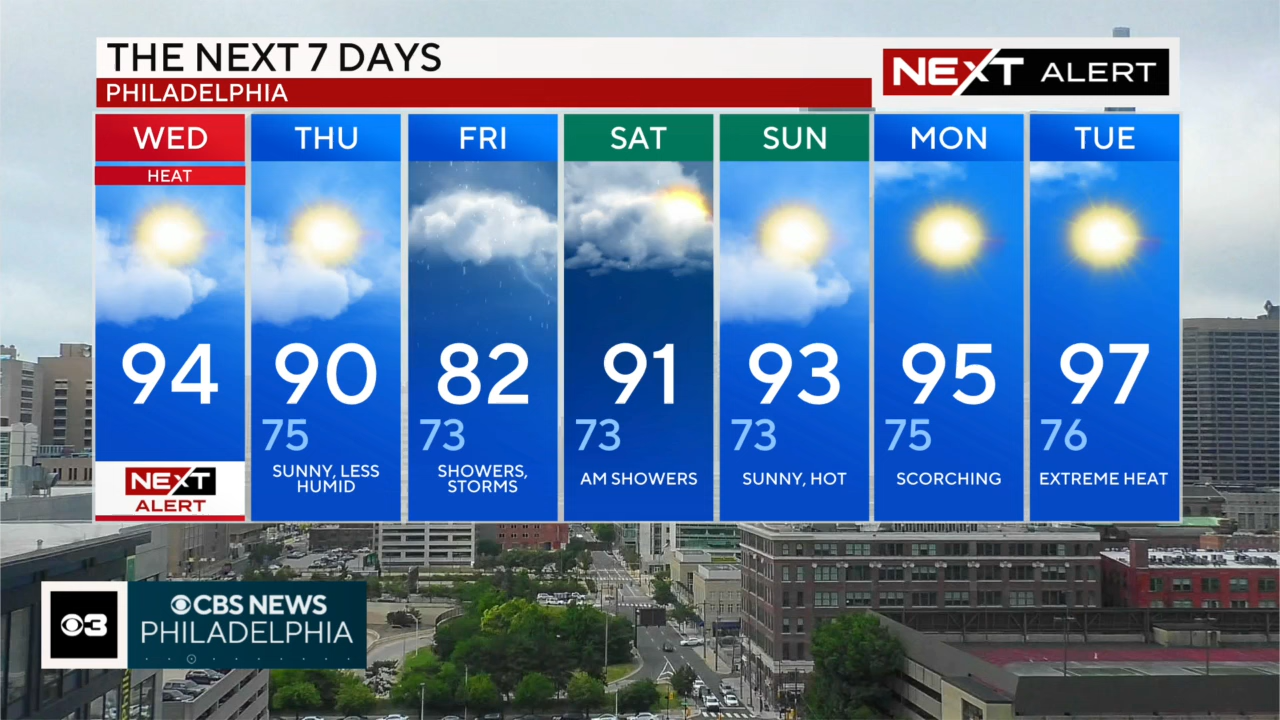 THE NEXT 7 DAYS
PHILADELPHIA
NEXT ALERT
WED THU FRI SAT SUN MON TUE
HEAT
94 90 82 91 93 95 97
75 73 73 73 75 76
SUNNY, LESS
HUMID
SHOWERS,
STORMS
AM SHOWERS
SUNNY, HOT
SCORCHING
EXTREME HEAT
NEXT
ALERT
3
CBS NEWS
PHILADELPHIA